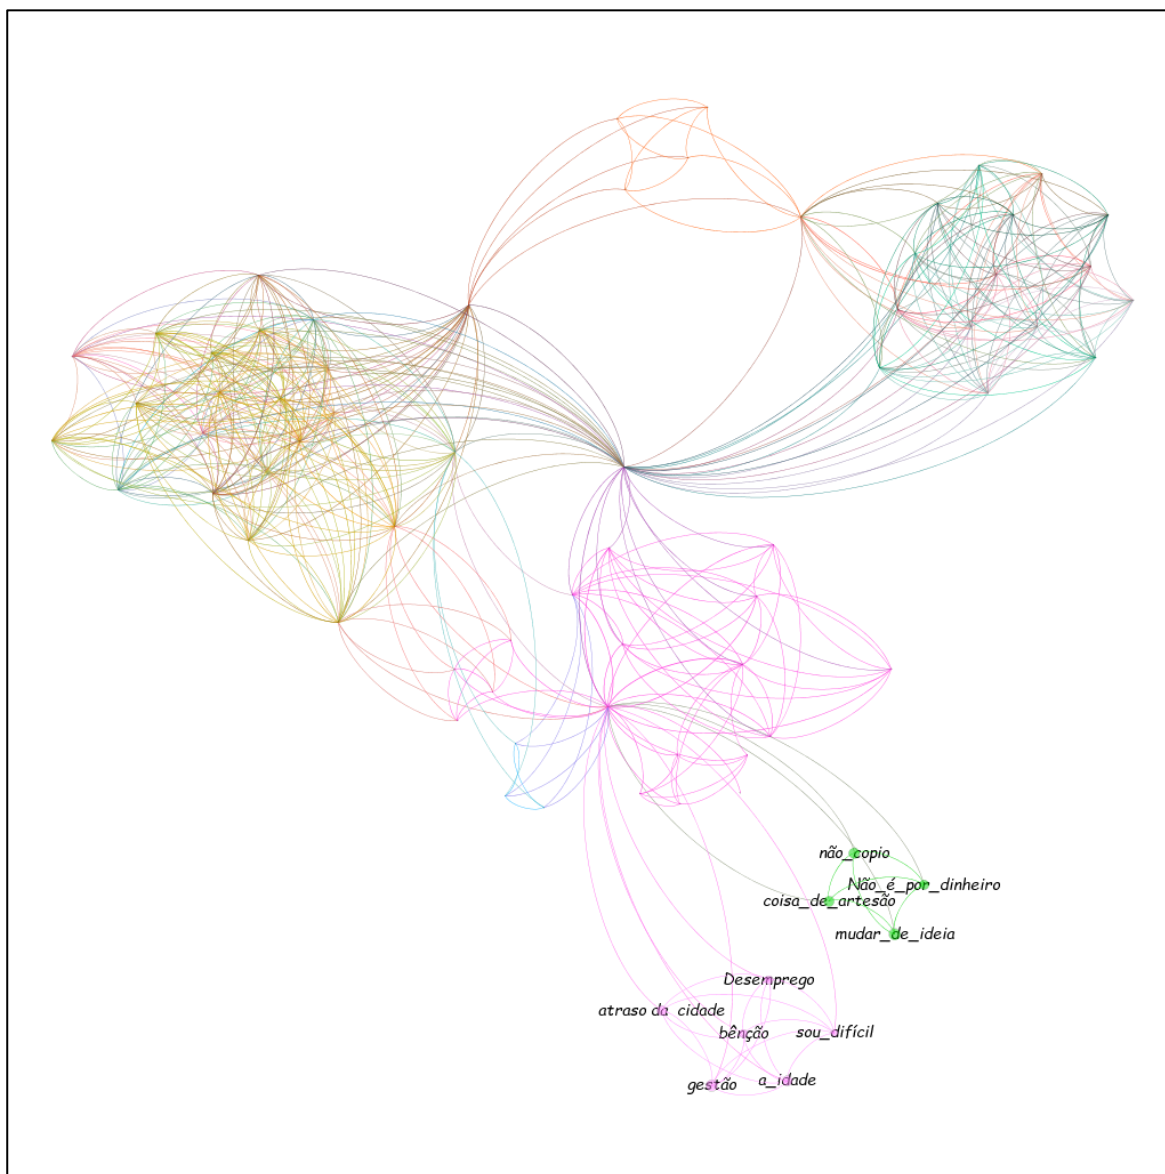 não_copio
Não_é_por_dinheiro
coisa_de_artesão
mudar_de_ideia
Desemprego
atraso da cidade
bênção
sou_difícil
a_idade
gestão